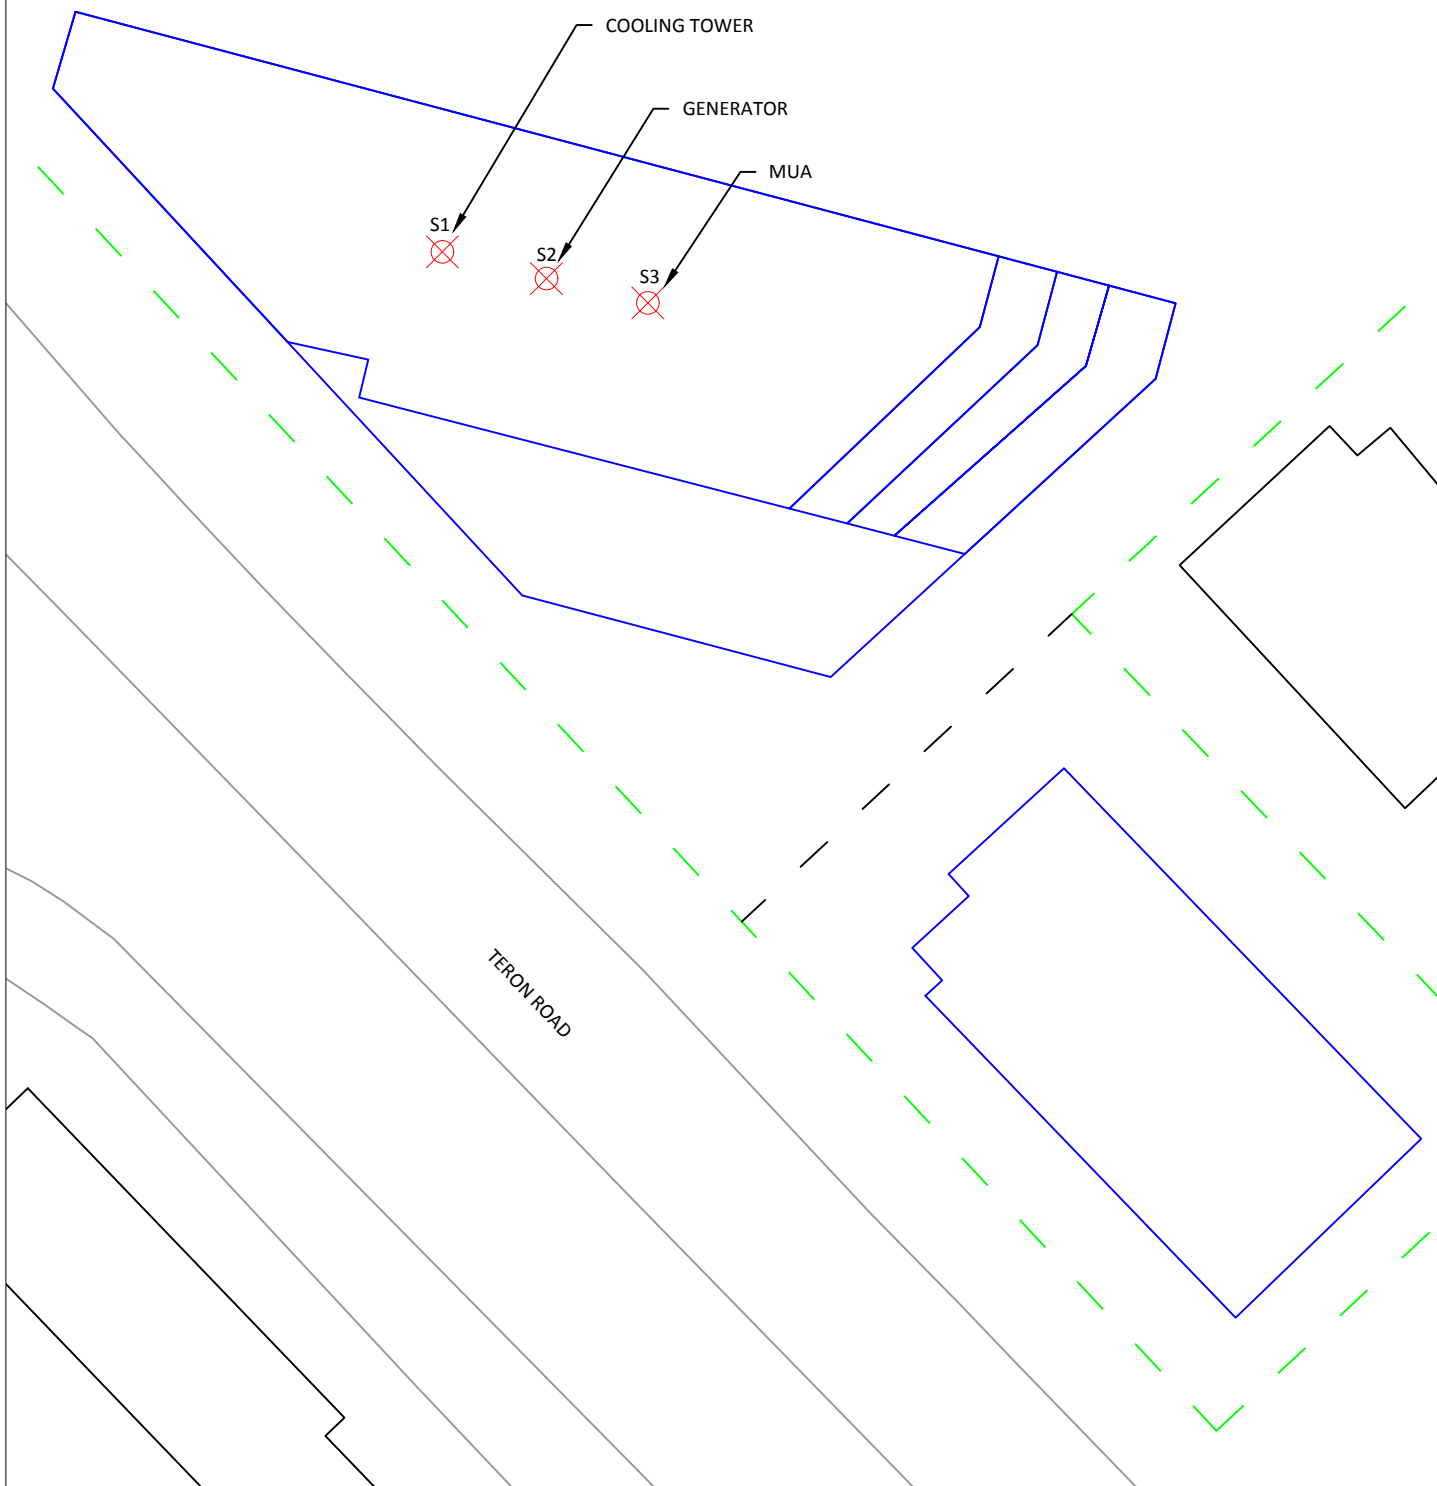 COOLING TOWER
GENERATOR
MUA
S1
S2
S3
TERON ROAD